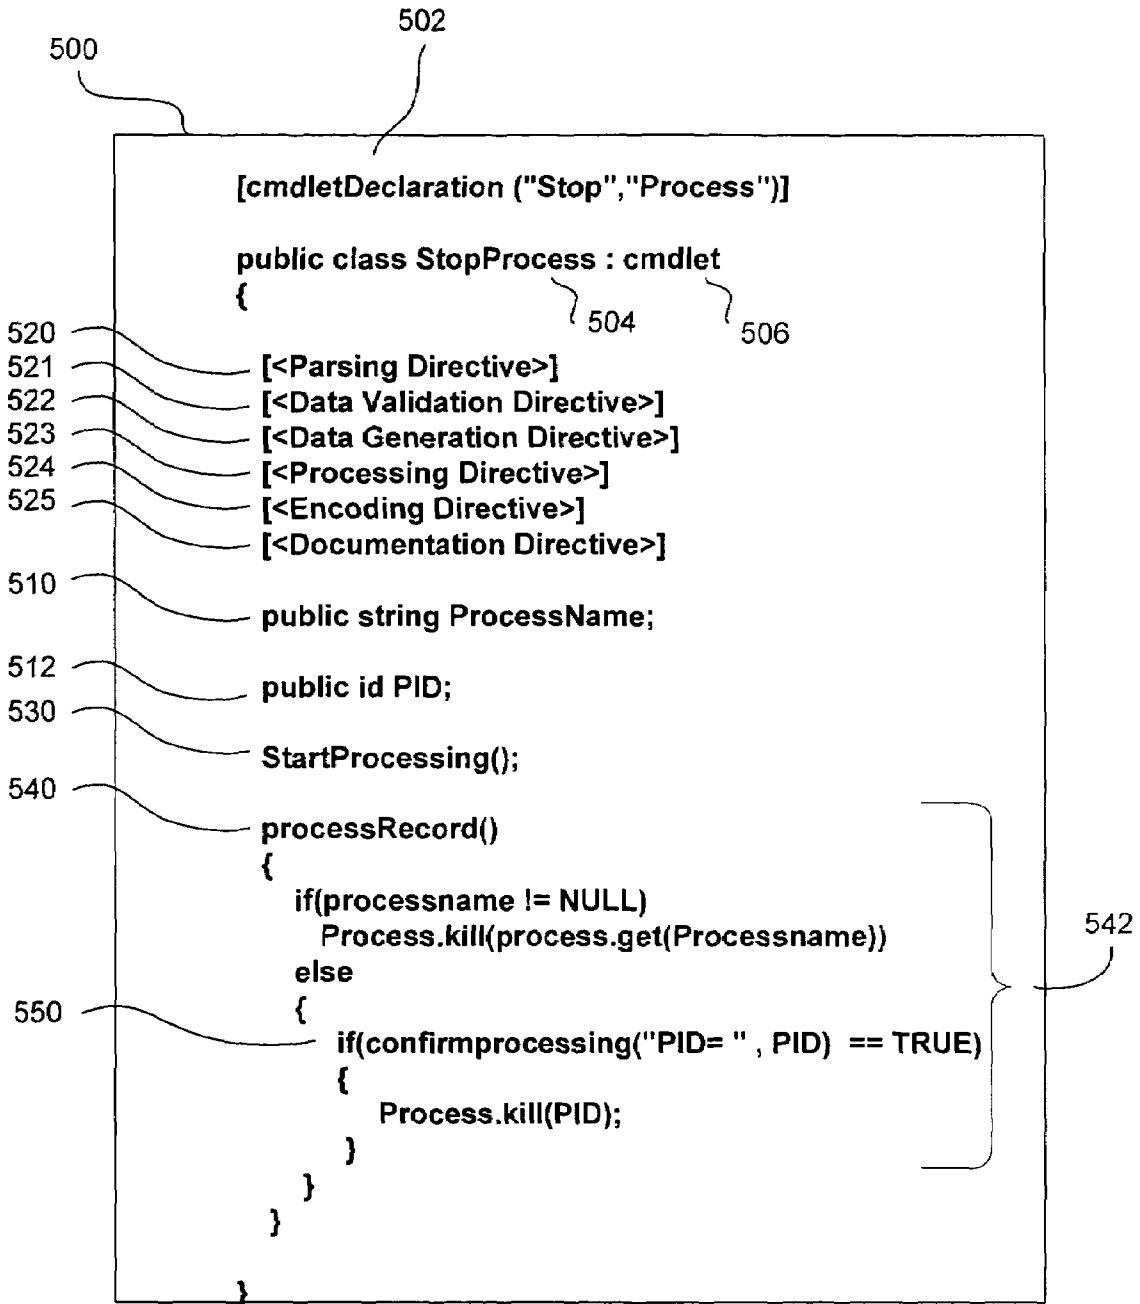 502
500
[cmdletDeclaration ("Stop","Process")]
public class StopProcess : cmdlet
{
504
506
520
[<Parsing Directive>]
521
[<Data Validation Directive>]
522
[<Data Generation Directive>]
523
[<Processing Directive>]
524
[<Encoding Directive>]
525
[<Documentation Directive>]
510
public string ProcessName;
512
public id PID;
530
StartProcessing();
540
processRecord()
{
if(processname != NULL)
Process.kill(process.get(Processname))
542
else
{
550
if(confirmprocessing("PID= " , PID) == TRUE)
{
Process.kill(PID);
}
}
}
}